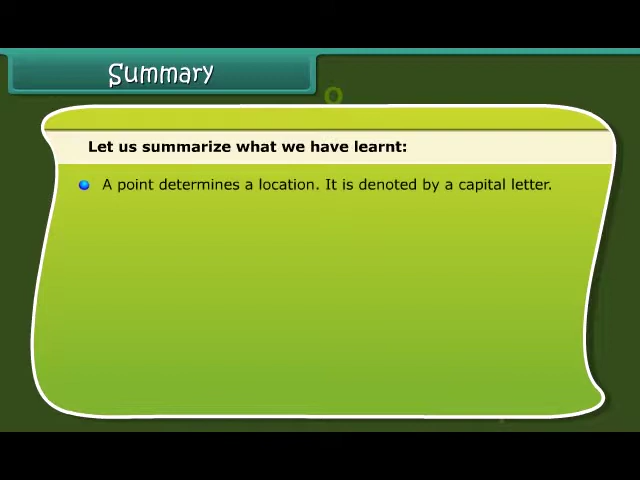 Summary
O
Let us summarize what we have learnt:
A point determines a location. It is denoted by a capital letter.